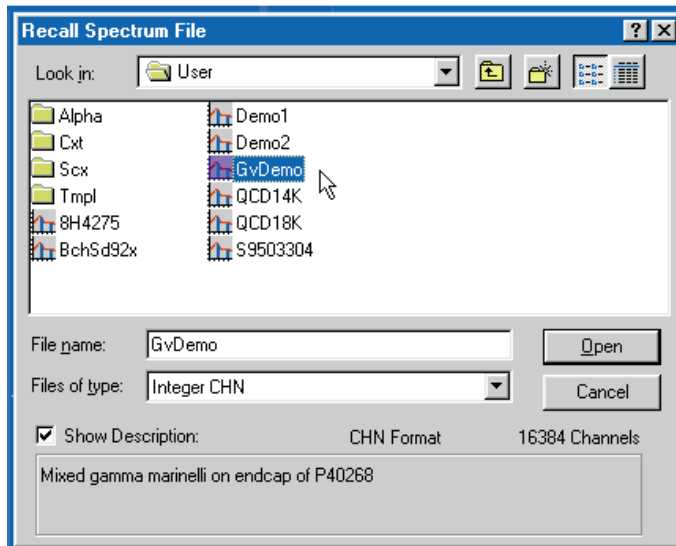 Recall Spectrum File
Look in: User
Alpha
Cxt
Scx
Tmpl
8H4275
BchSd92x
Demo1
Demo2
GvDemo
QCD14K
QCD18K
S9503304
File name: GvDemo
Open
Files of type: Integer CHN
Cancel
Show Description: CHN Format 16384 Channels
Mixed gamma marinelli on endcap of P40268